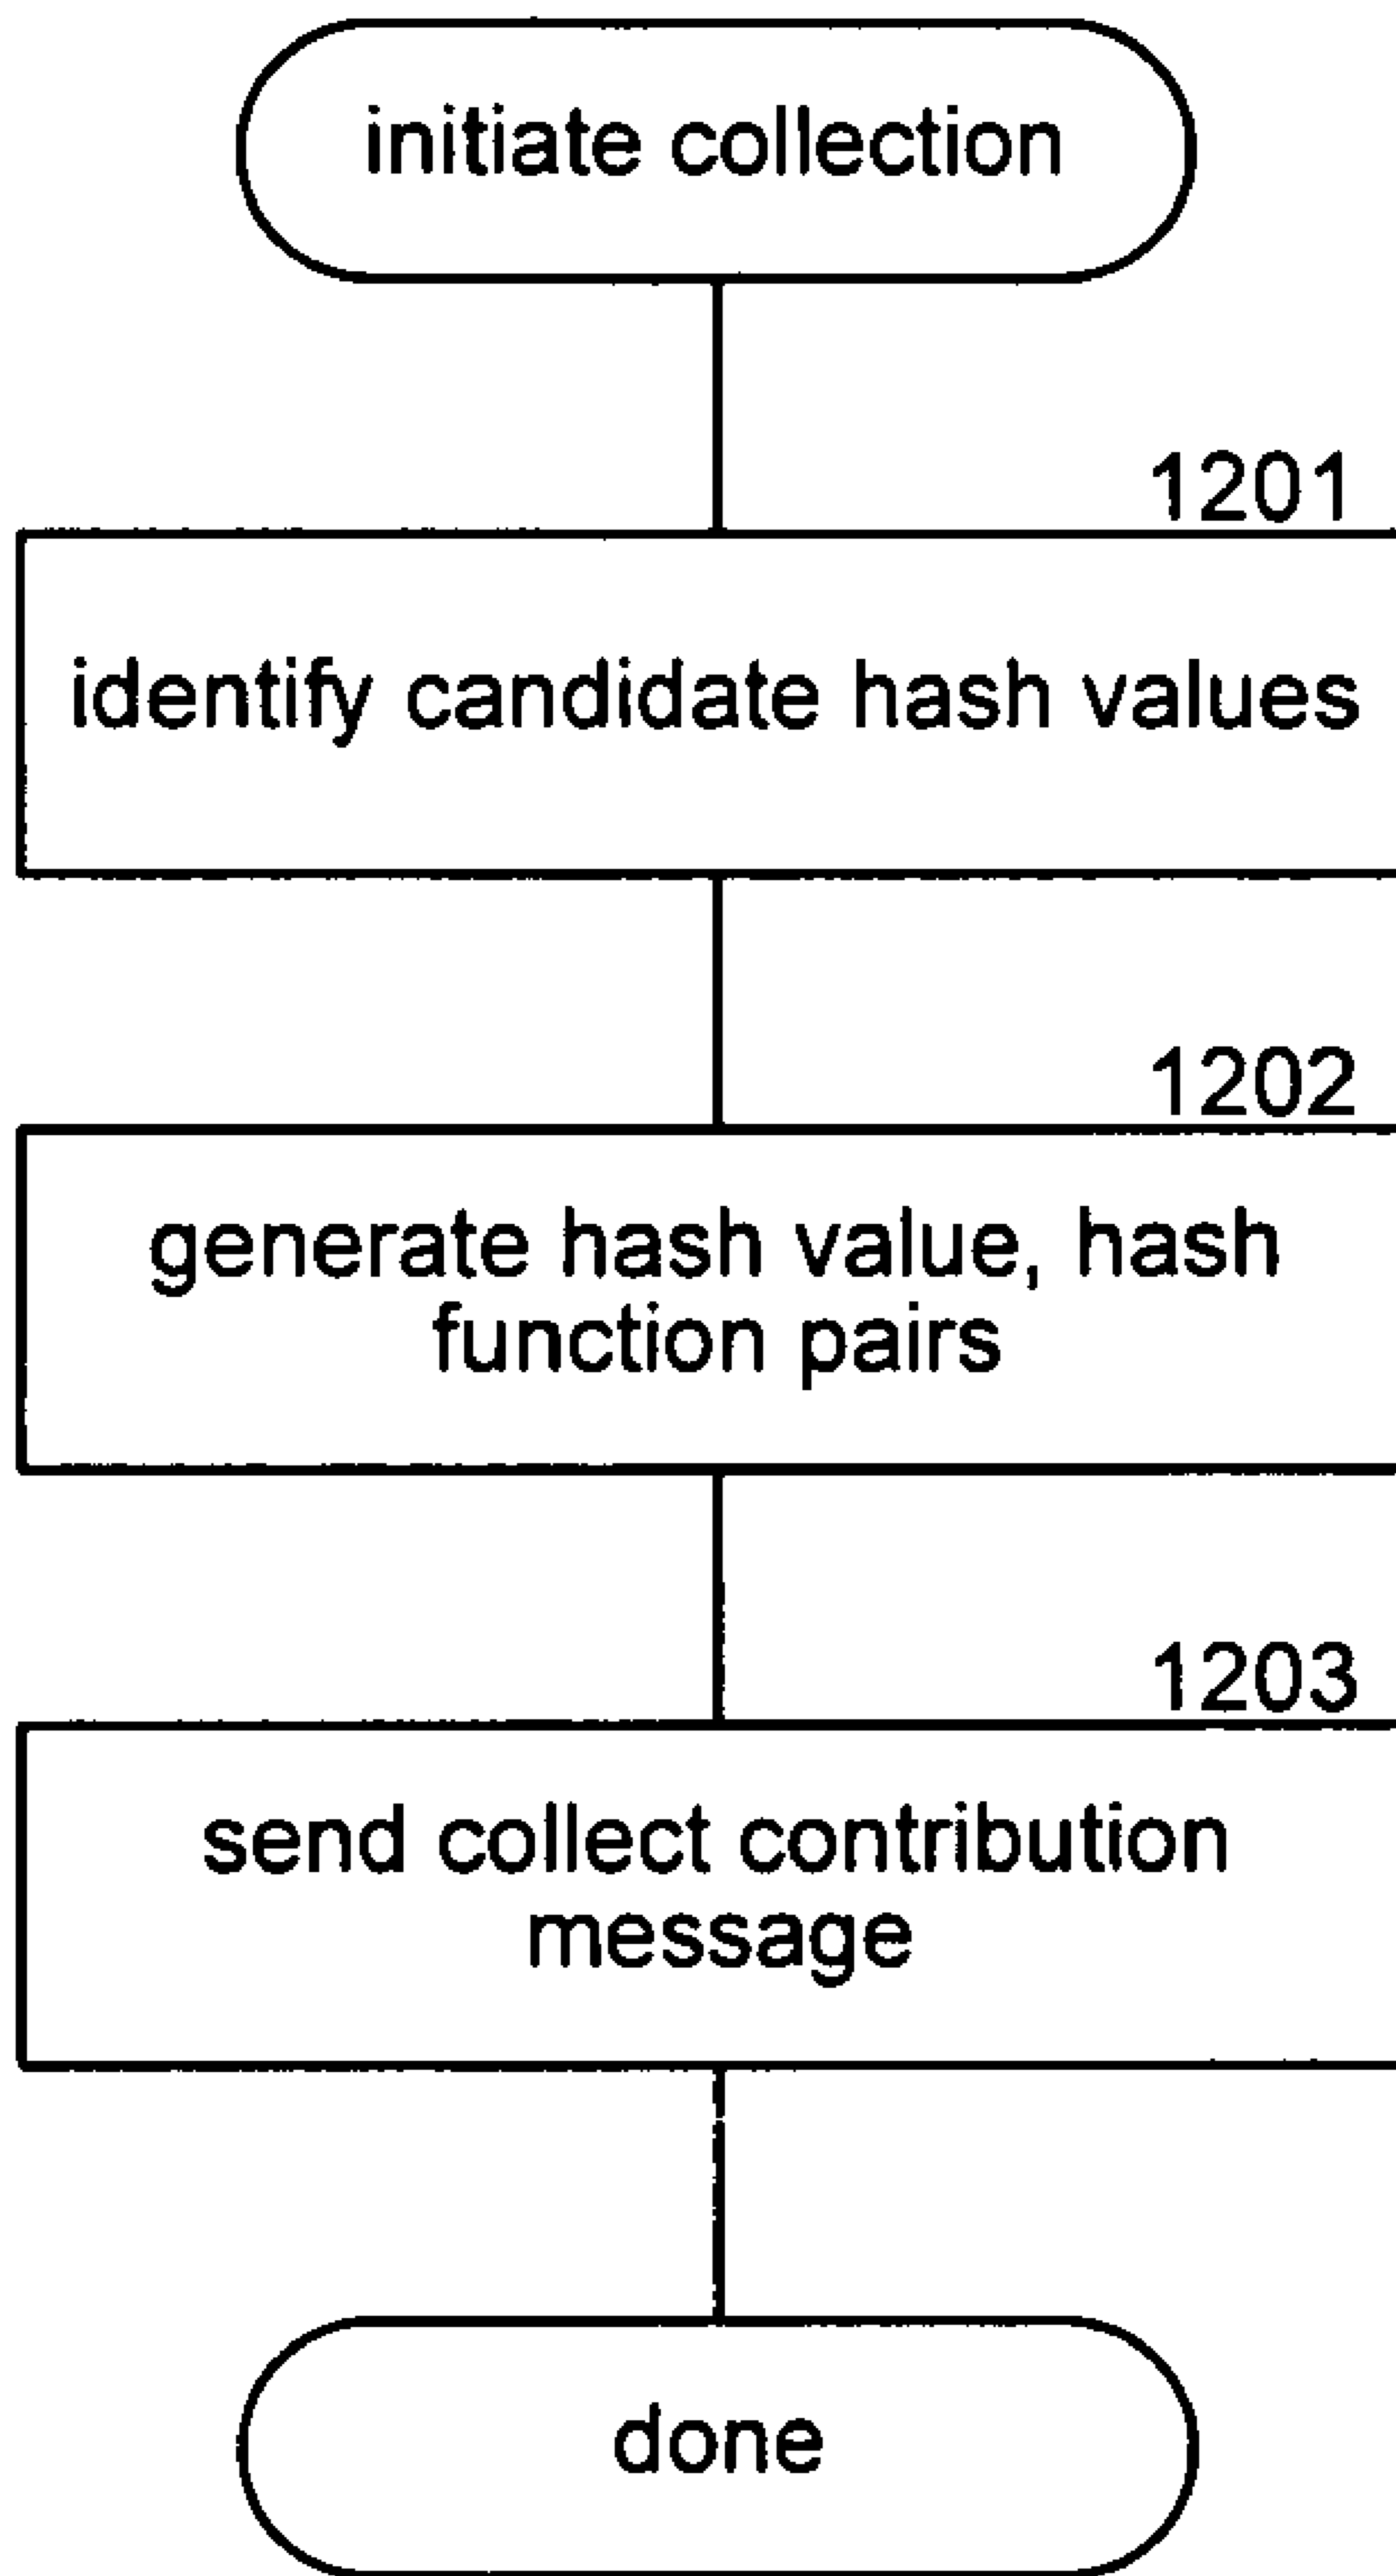 initiate collection
1201
identify candidate hash values
1202
generate hash value, hash
function pairs
1203
send collect contribution
message
done